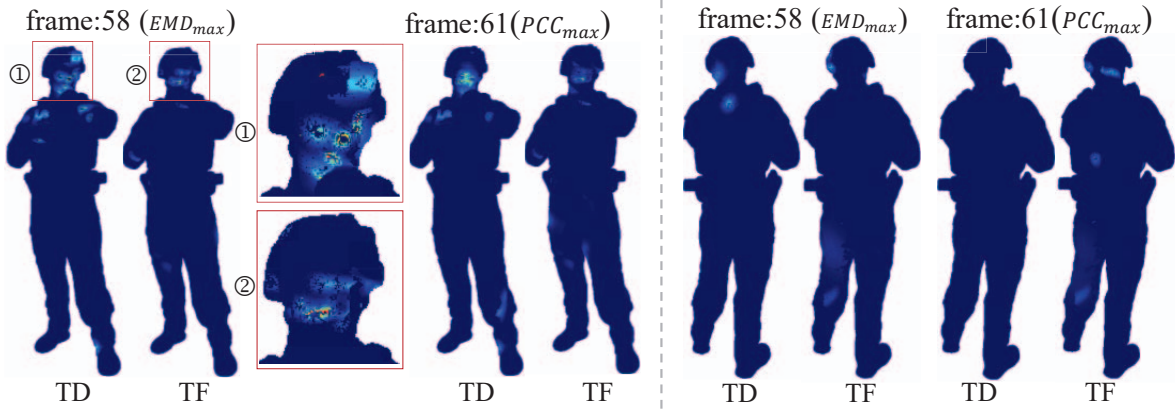 frame:58 (EMDmax)
frame:61(PCCmax)
frame:58 (EMDmax)
frame:61(PCCmax)
①
②
①
②
TD
TF
TD
TF
TD
TF
TD
TF